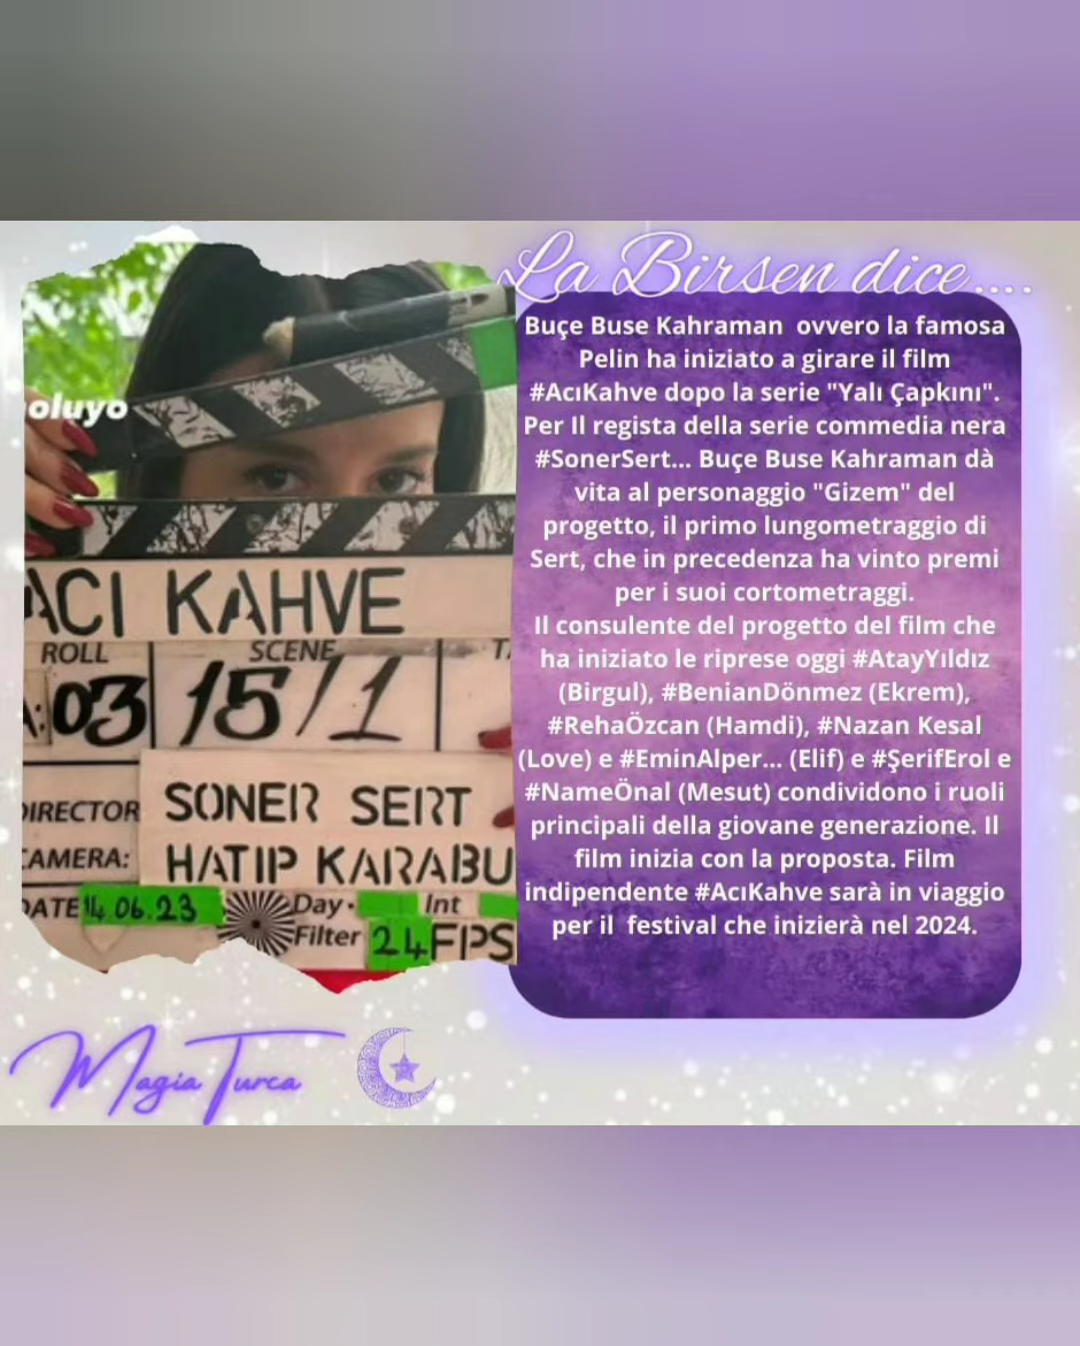 La Birsen dice....
Buçe Buse Kahraman ovvero la famosa
Pelin ha iniziato a girare il film
#AcıKahve dopo la serie "Yalı Çapkını".
Per Il regista della serie commedia nera
#SonerSert... Buçe Buse Kahraman dà
vita al personaggio "Gizem" del
progetto, il primo lungometraggio di
Sert, che in precedenza ha vinto premi
per i suoi cortometraggi.
Il consulente del progetto del film che
ha iniziato le riprese oggi #AtayYıldız
(Birgul), #BenianDönmez (Ekrem),
#RehaÖzcan (Hamdi), #Nazan Kesal
(Love) e #EminAlper... (Elif) e #ŞerifErol e
#NameÖnal (Mesut) condividono i ruoli
principali della giovane generazione. Il
film inizia con la proposta. Film
indipendente #AcıKahve sarà in viaggio
per il festival che inizierà nel 2024.
oluyo
ACI KAHVE
ROLL SCENE T
:03 15/1
DIRECTOR SONER SERT
CAMERA: HATIP KARABU
DATE 14.06.23 Day Int
Filter 24 FPS
Magia Turca